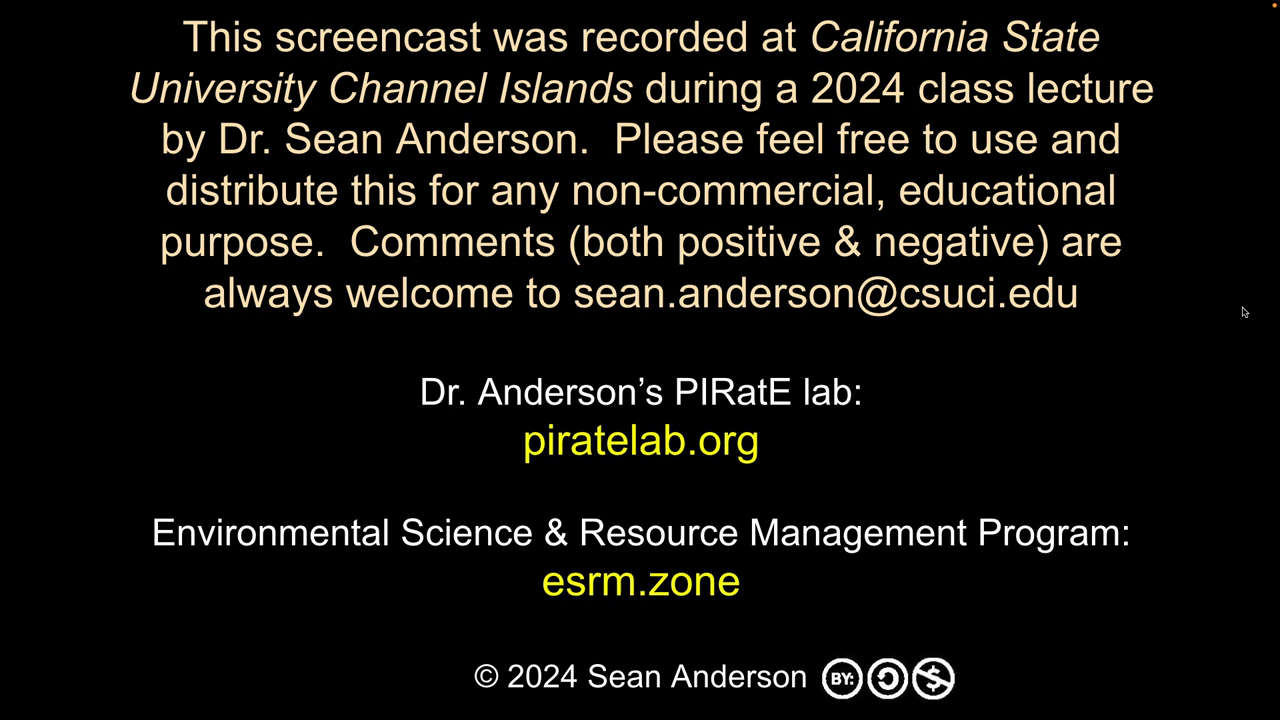 This screencast was recorded at California State
University Channel Islands during a 2024 class lecture
by Dr. Sean Anderson.  Please feel free to use and
distribute this for any non-commercial, educational
purpose.  Comments (both positive & negative) are
always welcome to sean.anderson@csuci.edu
Dr. Anderson’s PIRatE lab:
piratelab.org
Environmental Science & Resource Management Program:
esrm.zone
© 2024 Sean Anderson BY: $